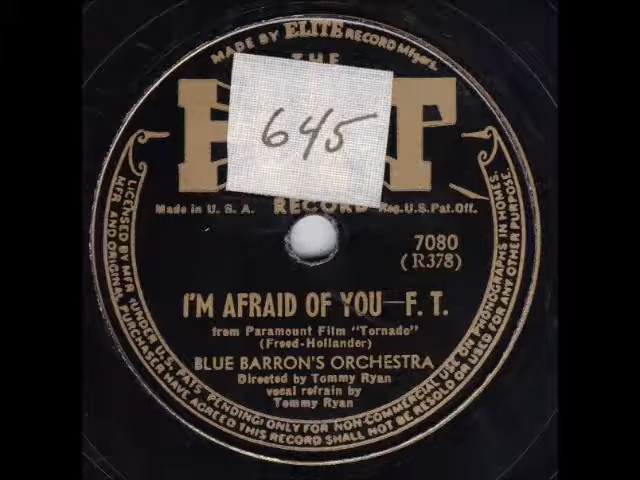 MADE BY ELITE RECORD Mfgers.
THE
H T
645
RECORD
Made in U. S. A. Reg. U.S. Pat. Off.
7080
(R378)
I'M AFRAID OF YOU—F. T.
from Paramount Film "Tornado"
(Freed-Hollander)
BLUE BARRON'S ORCHESTRA
Directed by Tommy Ryan
vocal refrain by
Tommy Ryan
LICENSED BY MFR (UNDER U.S. PATS PENDING) ONLY FOR NON-COMMERCIAL USE ON PHONOGRAPHS IN HOMES.
MFR. AND ORIGINAL PURCHASER HAVE AGREED THIS RECORD SHALL NOT BE RESOLD OR USED FOR ANY OTHER PURPOSE.